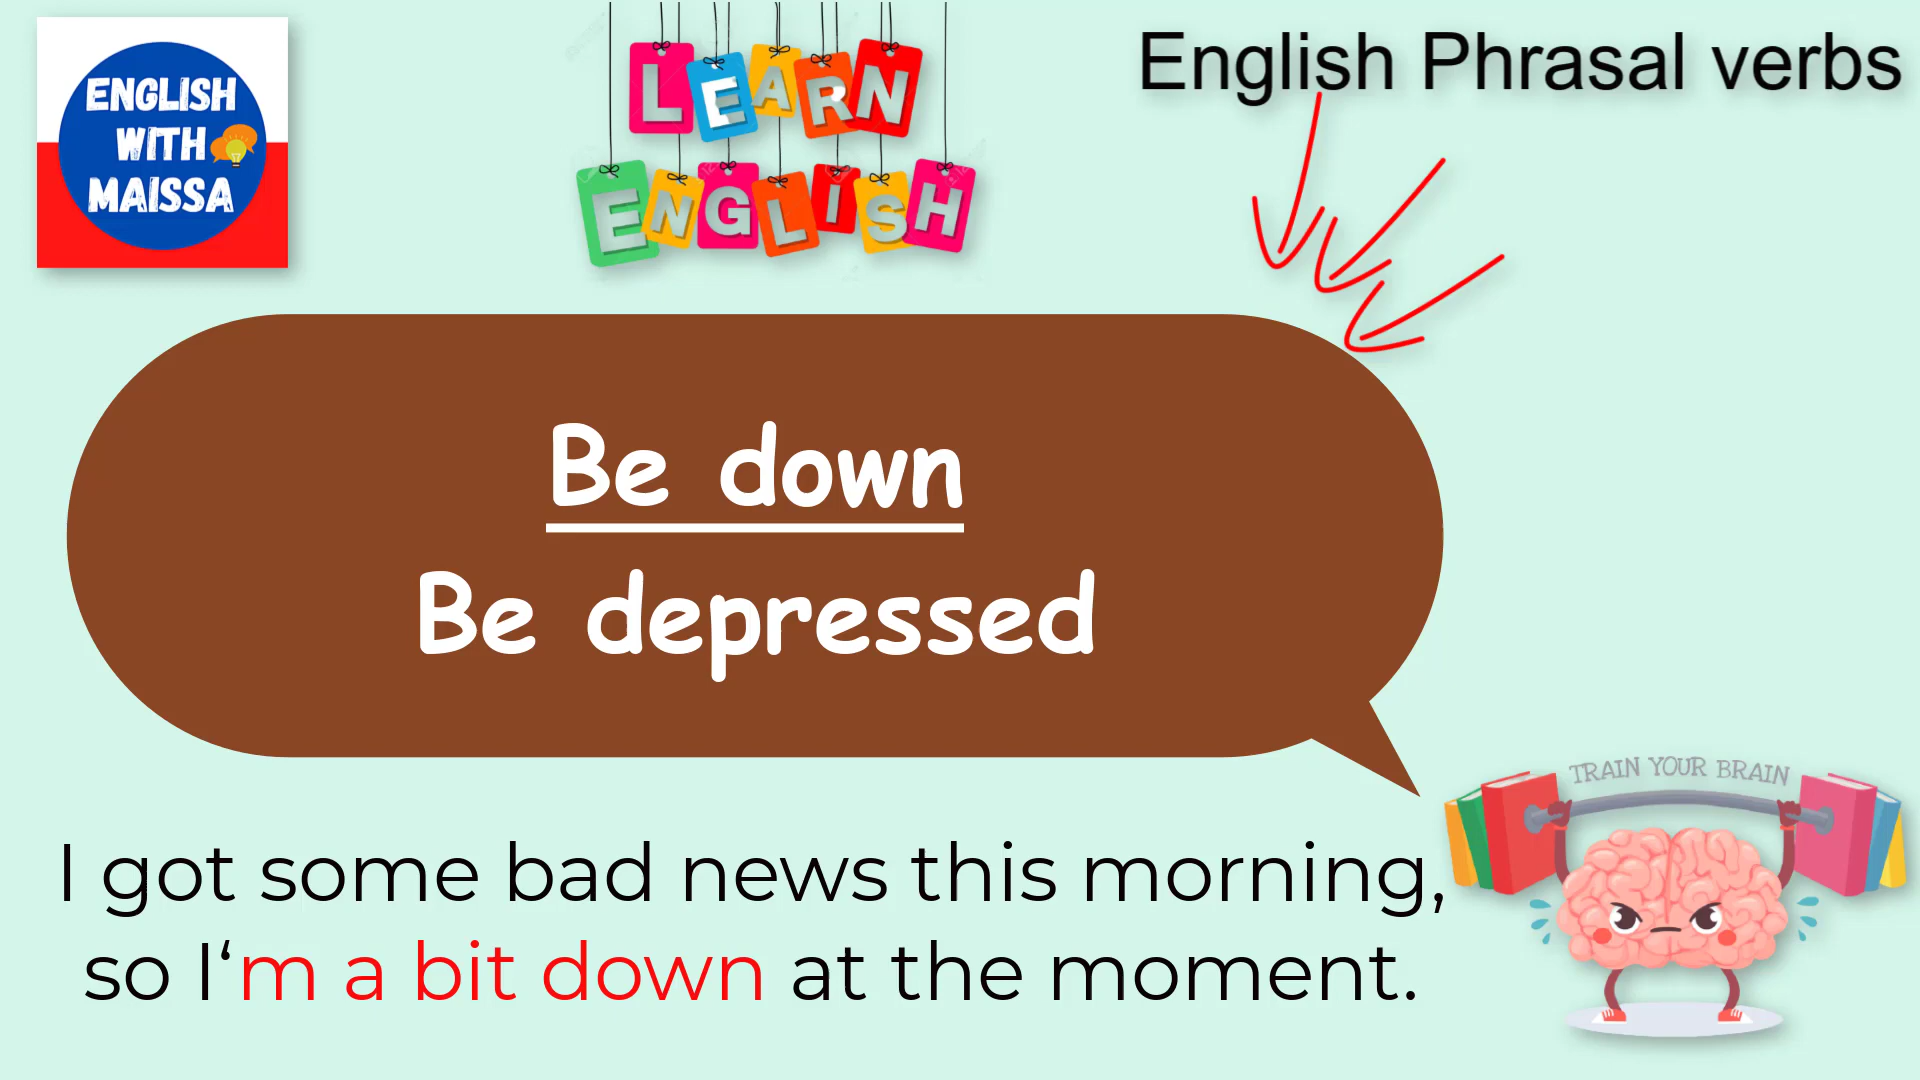 ENGLISH
WITH
MAISSA
LEARN
ENGLISH
English Phrasal verbs
Be down
Be depressed
I got some bad news this morning,
so I‘m a bit down at the moment.
TRAIN YOUR BRAIN